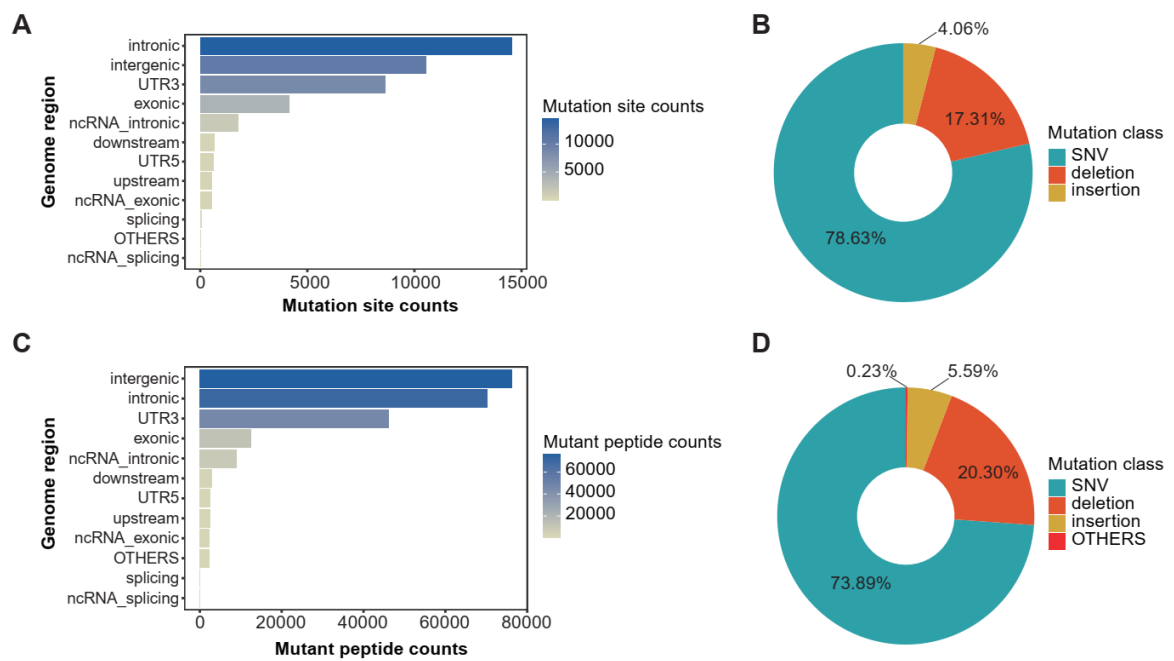 A
Genome region
intronic
intergenic
UTR3
exonic
ncRNA_intronic
downstream
UTR5
upstream
ncRNA_exonic
splicing
OTHERS
ncRNA_splicing
0 5000 10000 15000
Mutation site counts
Mutation site counts
10000
5000
B
4.06%
17.31%
78.63%
Mutation class
SNV
deletion
insertion
C
Genome region
intergenic
intronic
UTR3
exonic
ncRNA_intronic
downstream
UTR5
upstream
ncRNA_exonic
OTHERS
splicing
ncRNA_splicing
0 20000 40000 60000 80000
Mutant peptide counts
Mutant peptide counts
60000
40000
20000
D
0.23%
5.59%
20.30%
73.89%
Mutation class
SNV
deletion
insertion
OTHERS